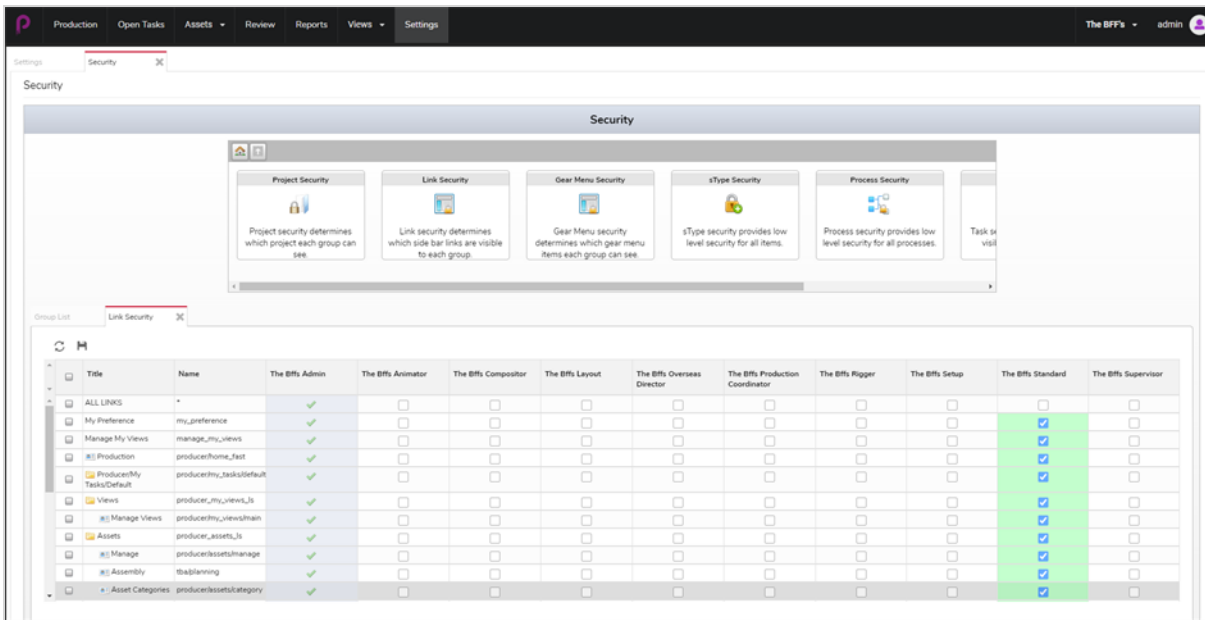 Production Open Tasks Assets Review Reports Views Settings The BFF's admin
Settings Security
Security
Security
Project Security Link Security Gear Menu Security sType Security Process Security
Project security determines Link security determines Gear Menu security sType security provides low Process security provides low
which project each group can which side bar links are visible determines which gear menu level security for all items. level security for all processes.
see. to each group. items each group can see.
Group List Link Security
Title Name The Bffs Admin The Bffs Animator The Bffs Compositor The Bffs Layout The Bffs Overseas Director The Bffs Production Coordinator The Bffs Rigger The Bffs Setup The Bffs Standard The Bffs Supervisor
ALL LINKS *
My Preference my_preference
Manage My Views manage_my_views
Production producer/home_fast
Producer/My producer/my_tasks/default
Tasks/Default
Views producer_my_views_ls
Manage Views producer/my_views/main
Assets producer_assets_ls
Manage producer/assets/manage
Assembly tba/planning
Asset Categories producer/assets/category